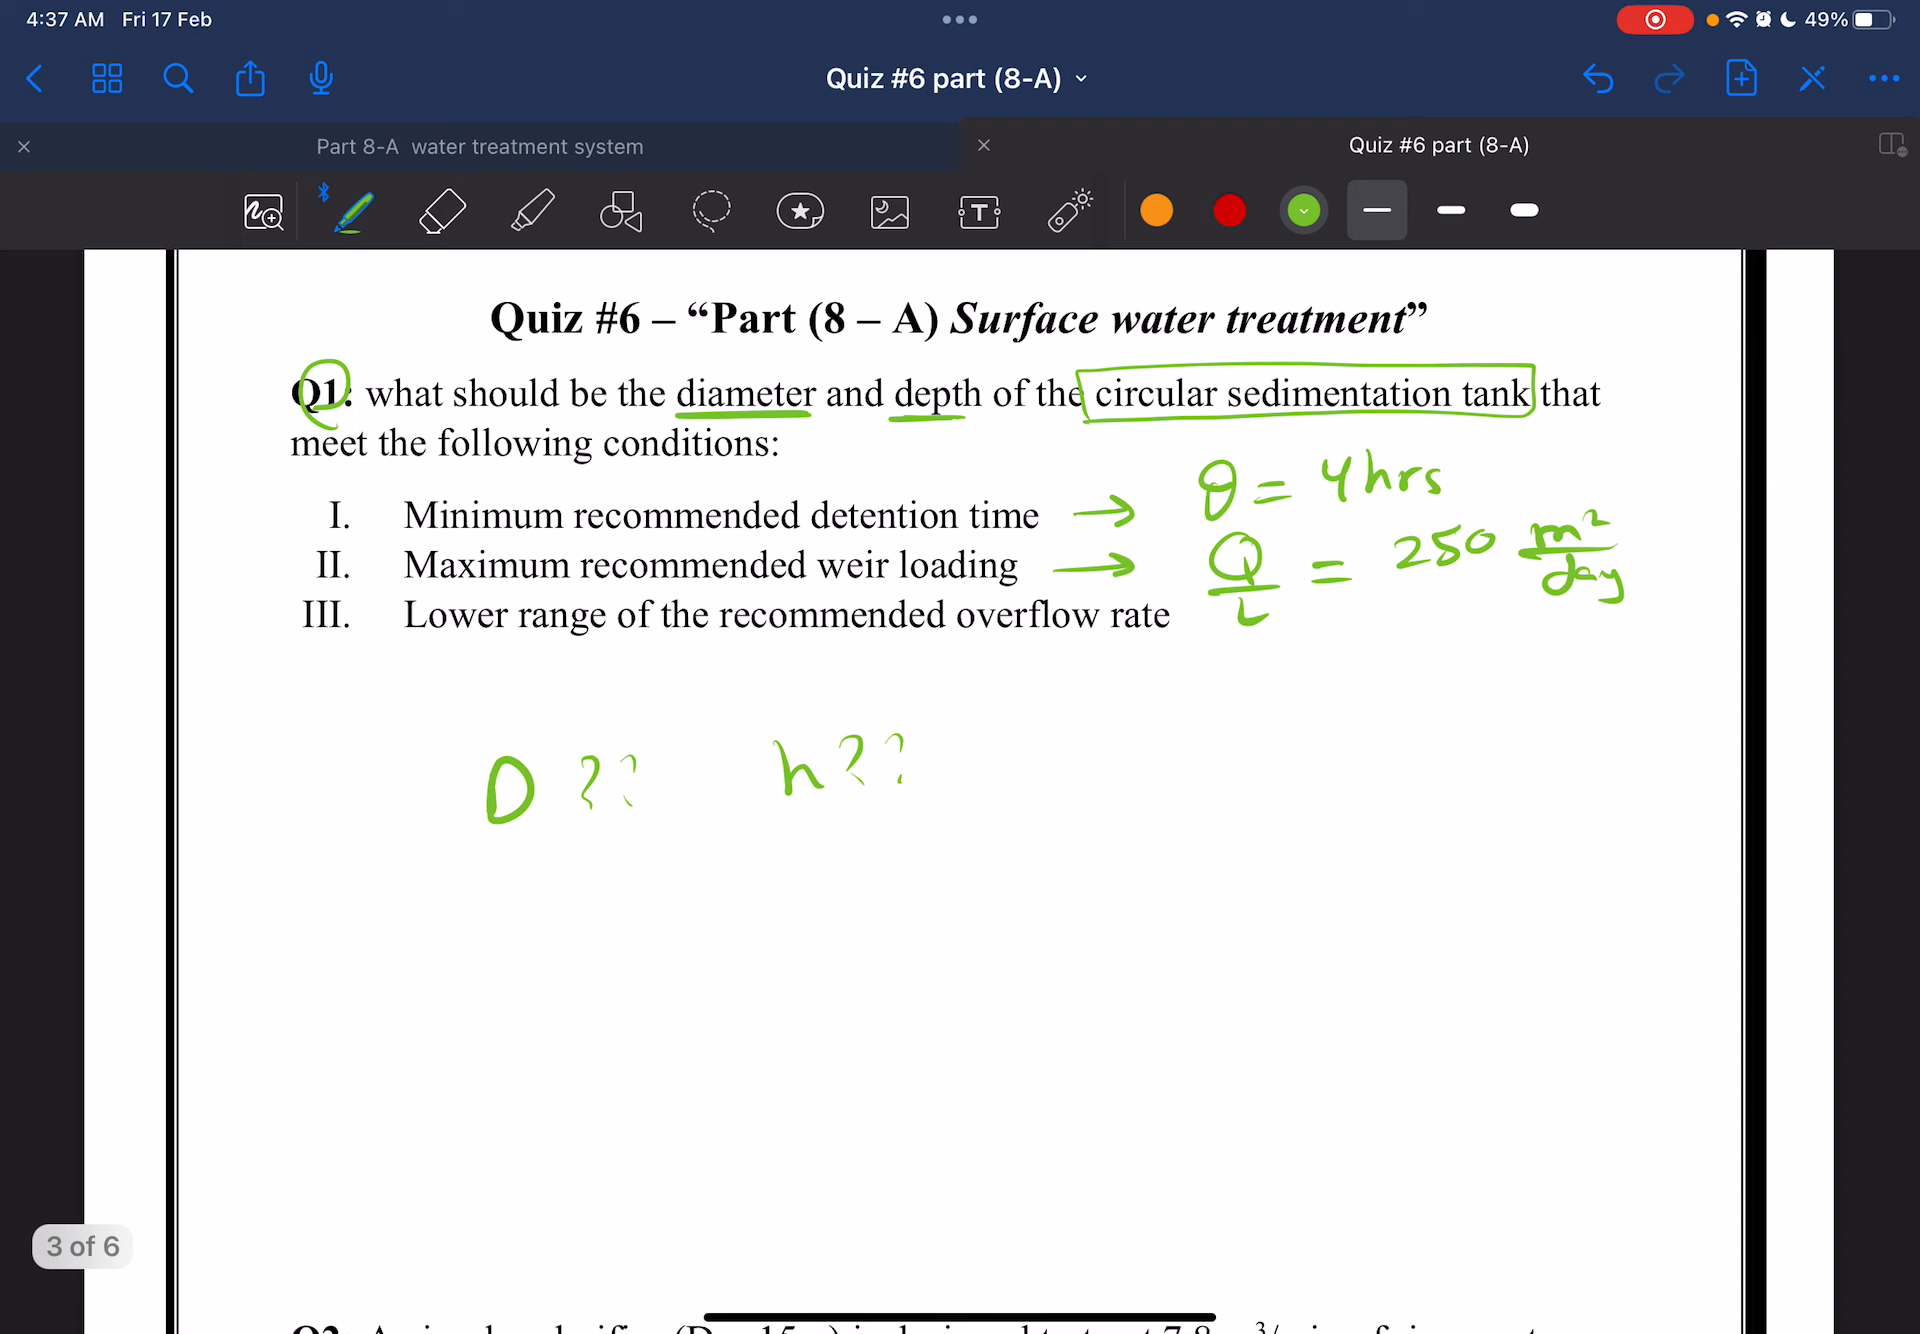 4:37 AM Fri 17 Feb
49%
Quiz #6 part (8-A)
Part 8-A water treatment system
Quiz #6 part (8-A)
Quiz #6 – “Part (8 – A) Surface water treatment”
Q1: what should be the diameter and depth of the circular sedimentation tank that
meet the following conditions:
I. Minimum recommended detention time → θ = 4 hrs
II. Maximum recommended weir loading → Q/L = 250 m²/day
III. Lower range of the recommended overflow rate
D ?? h ??
3 of 6